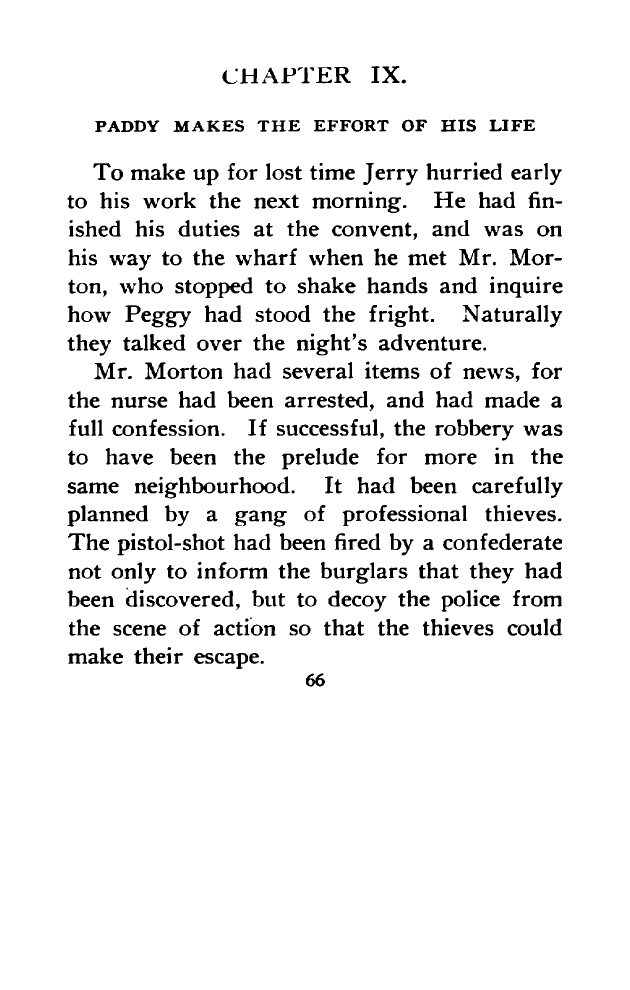 CHAPTER IX.
PADDY MAKES THE EFFORT OF HIS LIFE
To make up for lost time Jerry hurried early
to his work the next morning. He had fin-
ished his duties at the convent, and was on
his way to the wharf when he met Mr. Mor-
ton, who stopped to shake hands and inquire
how Peggy had stood the fright. Naturally
they talked over the night's adventure.
Mr. Morton had several items of news, for
the nurse had been arrested, and had made a
full confession. If successful, the robbery was
to have been the prelude for more in the
same neighbourhood. It had been carefully
planned by a gang of professional thieves.
The pistol-shot had been fired by a confederate
not only to inform the burglars that they had
been discovered, but to decoy the police from
the scene of action so that the thieves could
make their escape.
66